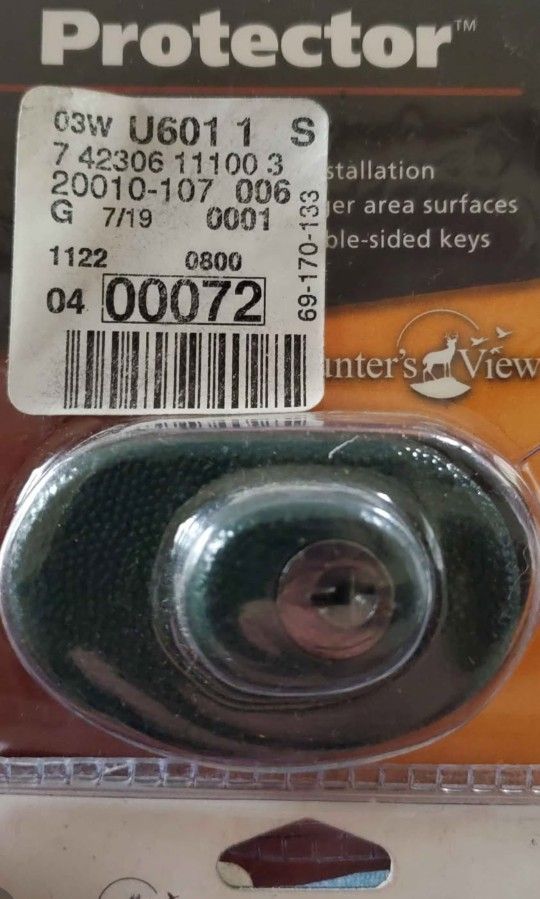 Protector™
03W U601 1 S
7 42306 11100 3
20010-107 006
G 7/19 0001
1122 0800
04 00072
69-170-133
stallation
ger area surfaces
ble-sided keys
unter's View